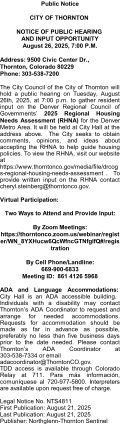 Public Notice
CITY OF THORNTON
NOTICE OF PUBLIC HEARING
AND INPUT OPPORTUNITY
August 26, 2025, 7:00 P.M.
Address: 9500 Civic Center Dr.,
Thornton, Colorado 80229
Phone: 303-538-7200
The City Council of the City of Thornton will
hold a public hearing on Tuesday, August
26th, 2025, at 7:00 p.m. to gather resident
input on the Denver Regional Council of
Governments' 2025 Regional Housing
Needs Assessment (RHNA) for the Denver
Metro Area. It will be held at City Hall at the
address above. The City seeks to obtain
comments, opinions, and ideas about
accepting the RHNA to help guide housing
policies. To view the RHNA, visit our website
at
https://www.thorntonco.gov/media/file/drcog
s-regional-housing-needs-assessment . To
provide written input on the RHNA contact
cheryl.steinberg@thorntonco.gov.
Virtual Participation:
Two Ways to Attend and Provide Input:
By Zoom Meetings:
https://thorntonco.zoom.us/webinar/regist
er/WN_8YXHucw6QcWfncGTNfgIfQ#/regis
tration
By Cell Phone/Landline:
669-900-6833
Meeting ID: 861 4126 5968
ADA and Language Accommodations:
City Hall is an ADA accessible building.
Individuals with a disability may contact
Thornton's ADA Coordinator to request and
arrange for needed accommodations.
Requests for accommodation should be
made as far in advance as possible,
preferably no less than five business days
prior to the date needed. Please contact
Thornton's ADA Coordinator at
303-538-7334 or email
adacoordinator@ThorntonCO.gov.
TDD access is available through Colorado
Relay at 711. Para más información,
comuníquese al 720-977-5800. Interpreters
are available upon request free of charge.
Legal Notice No. NTS4811
First Publication: August 21, 2025
Last Publication: August 21, 2025
Publisher: Northglenn-Thornton Sentinel